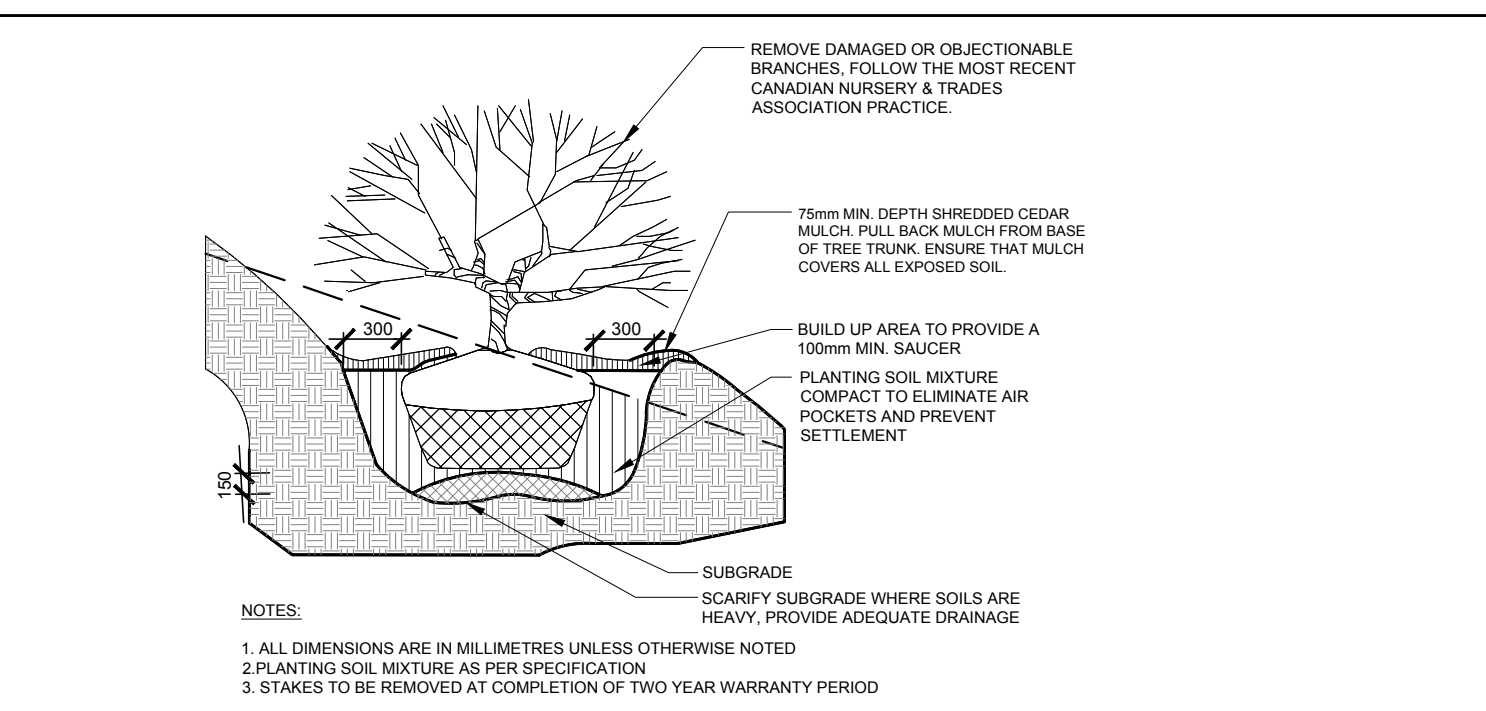 REMOVE DAMAGED OR OBJECTIONABLE
BRANCHES, FOLLOW THE MOST RECENT
CANADIAN NURSERY & TRADES
ASSOCIATION PRACTICE.
75mm MIN. DEPTH SHREDDED CEDAR
MULCH. PULL BACK MULCH FROM BASE
OF TREE TRUNK. ENSURE THAT MULCH
COVERS ALL EXPOSED SOIL.
300
300
BUILD UP AREA TO PROVIDE A
100mm MIN. SAUCER
PLANTING SOIL MIXTURE
COMPACT TO ELIMINATE AIR
POCKETS AND PREVENT
SETTLEMENT
150
SUBGRADE
SCARIFY SUBGRADE WHERE SOILS ARE
HEAVY, PROVIDE ADEQUATE DRAINAGE
NOTES:
1. ALL DIMENSIONS ARE IN MILLIMETRES UNLESS OTHERWISE NOTED
2.PLANTING SOIL MIXTURE AS PER SPECIFICATION
3. STAKES TO BE REMOVED AT COMPLETION OF TWO YEAR WARRANTY PERIOD